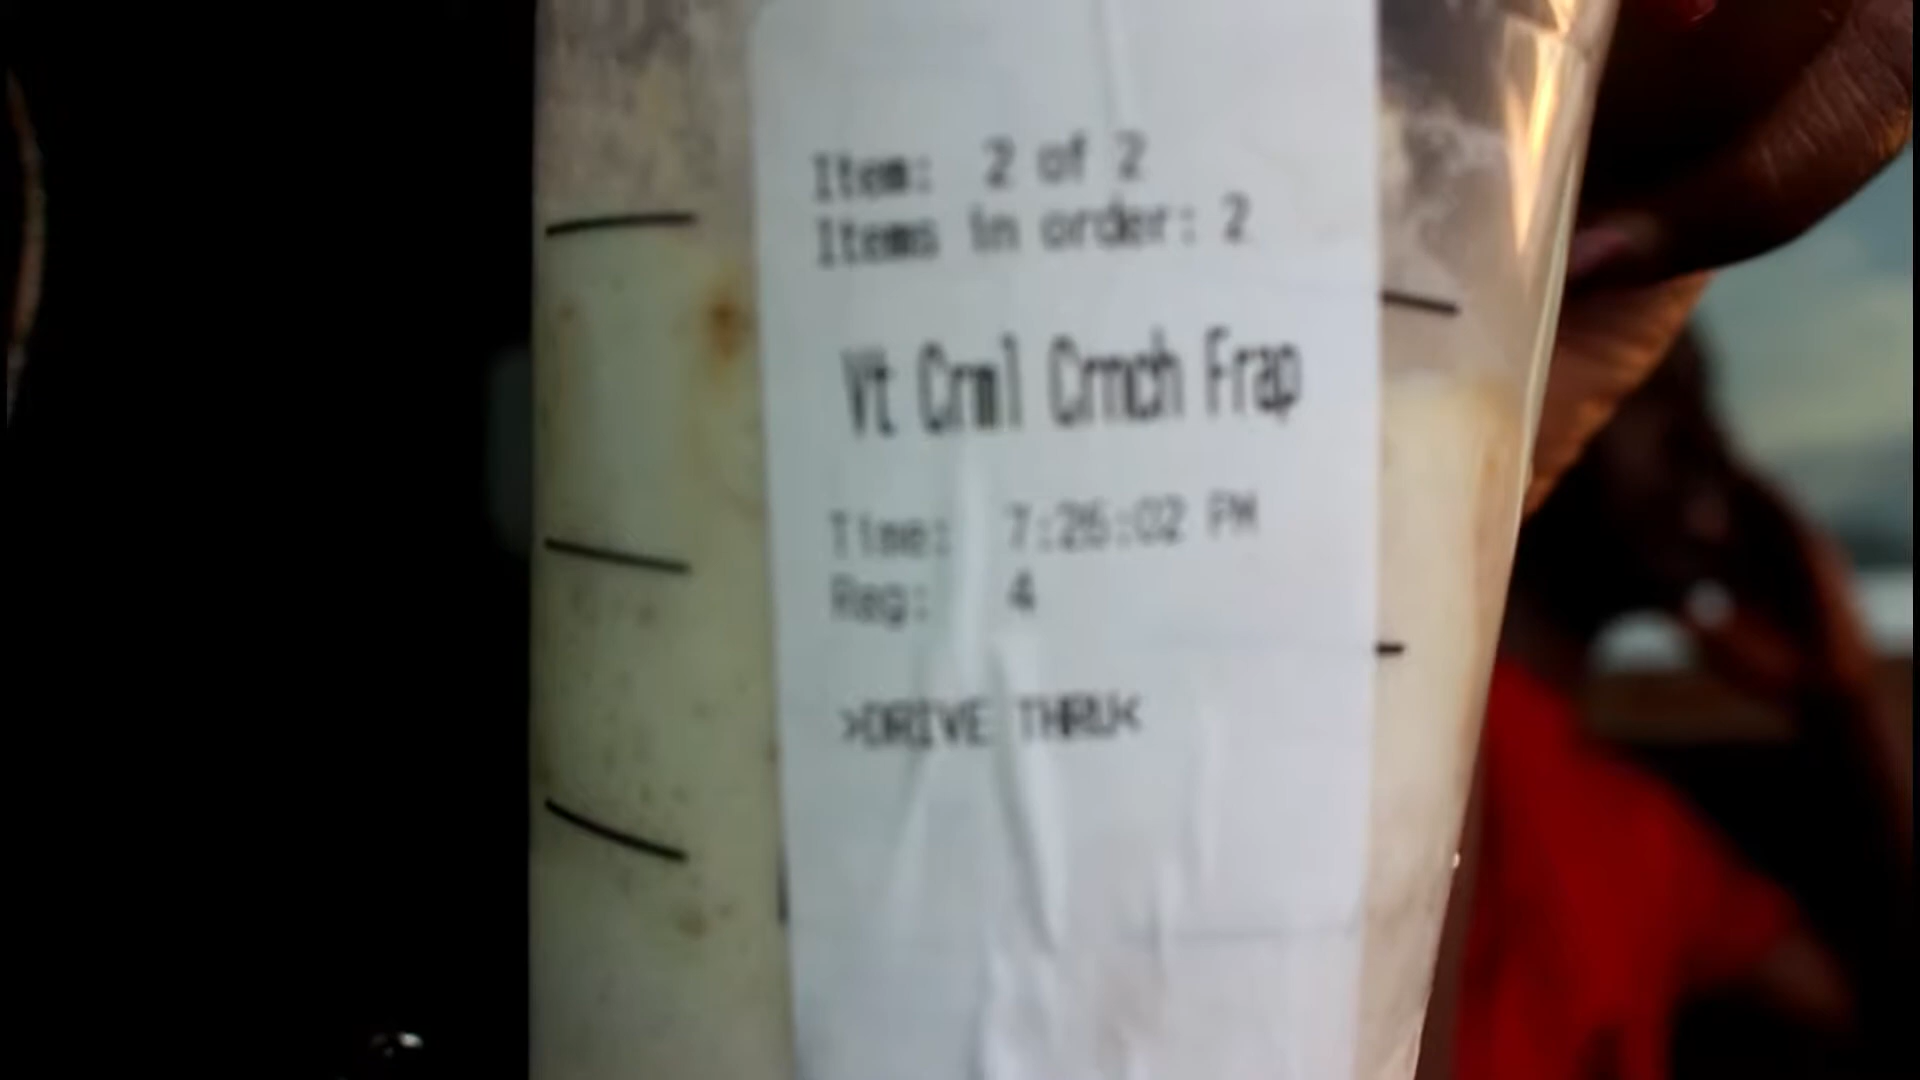 Item: 2 of 2
Items in order: 2
Vt Crml Crnch Frap
Time: 7:26:02 PM
Reg: 4
>DRIVE THRU<